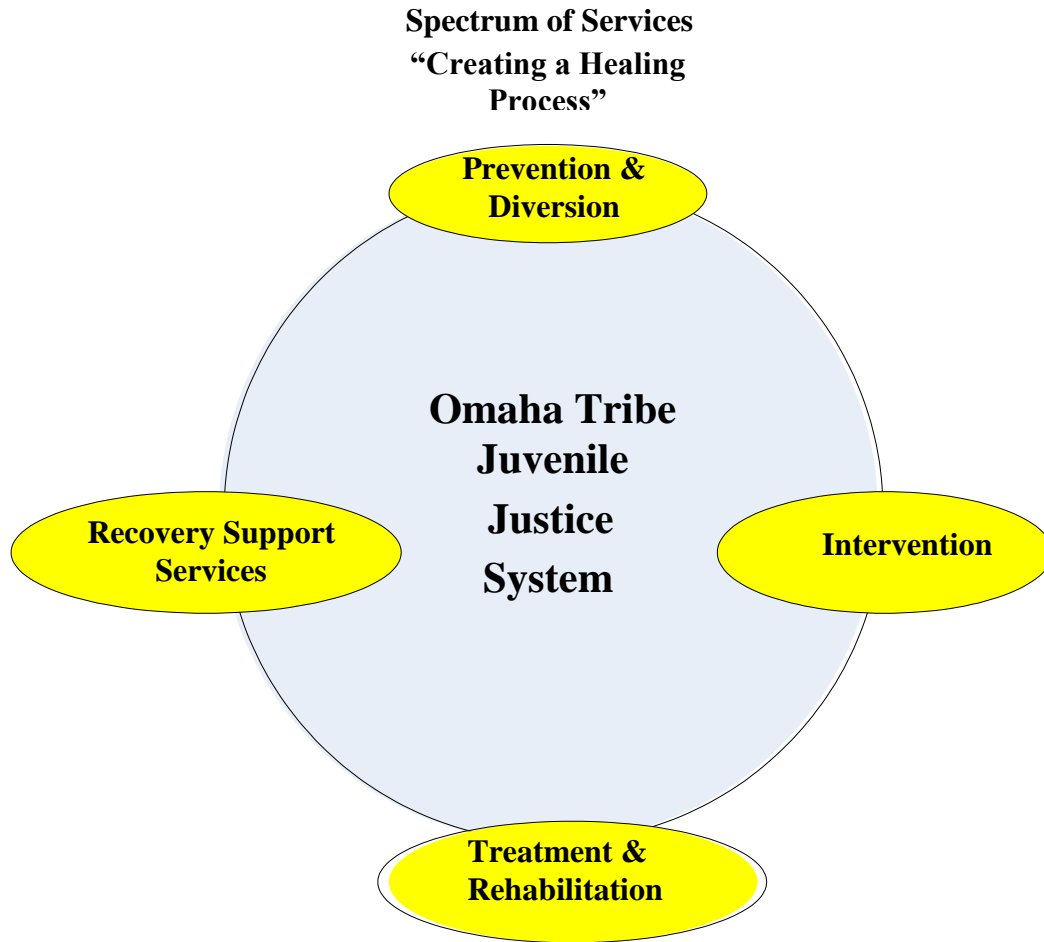 Spectrum of Services
“Creating a Healing
Process”
Prevention &
Diversion
Omaha Tribe
Juvenile
Justice
System
Recovery Support
Services
Intervention
Treatment &
Rehabilitation